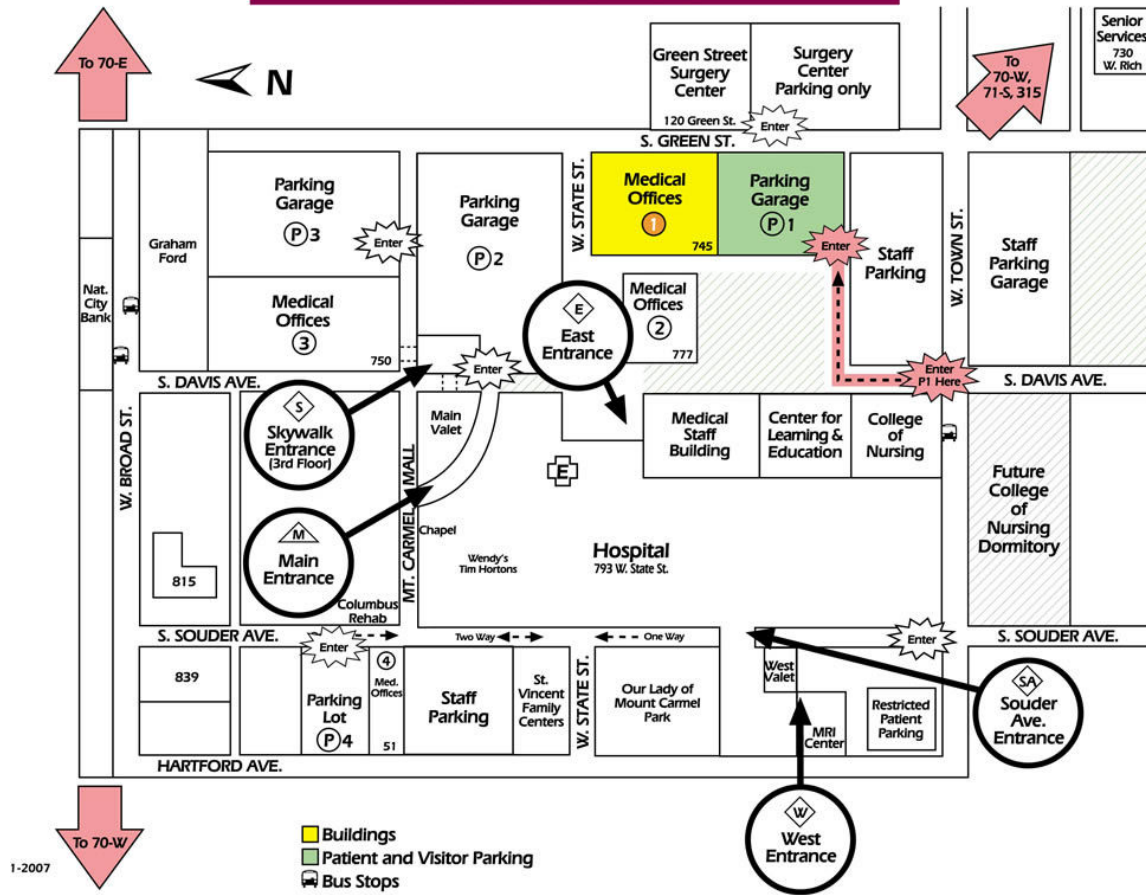 To 70-E
N
Green Street
Surgery
Center
120 Green St.
Surgery
Center
Parking only
Enter
To
70-W,
71-S, 315
Senior
Services
730
W. Rich
S. GREEN ST.
Graham
Ford
Parking
Garage
P 3
Enter
Parking
Garage
P 2
W. STATE ST.
Medical
Offices
1
745
Parking
Garage
P 1
Enter
Staff
Parking
W. TOWN ST.
Staff
Parking
Garage
Nat.
City
Bank
Medical
Offices
3
750
E
East
Entrance
Medical
Offices
2
777
Enter
Enter
P1 Here
S. DAVIS AVE.
S. DAVIS AVE.
W. BROAD ST.
S
Skywalk
Entrance
(3rd Floor)
Main
Valet
MT. CARMEL MALL
Medical
Staff
Building
Center for
Learning &
Education
College
of
Nursing
E
Future
College
of
Nursing
Dormitory
M
Main
Entrance
Chapel
Wendy's
Tim Hortons
Hospital
793 W. State St.
815
Columbus
Rehab
S. SOUDER AVE.
Enter
Two Way
One Way
Enter
S. SOUDER AVE.
839
Parking
Lot
P 4
4
Med.
Offices
51
Staff
Parking
St.
Vincent
Family
Centers
W. STATE ST.
Our Lady of
Mount Carmel
Park
West
Valet
MRI
Center
Restricted
Patient
Parking
SA
Souder
Ave.
Entrance
HARTFORD AVE.
To 70-W
W
West
Entrance
Buildings
Patient and Visitor Parking
Bus Stops
1-2007